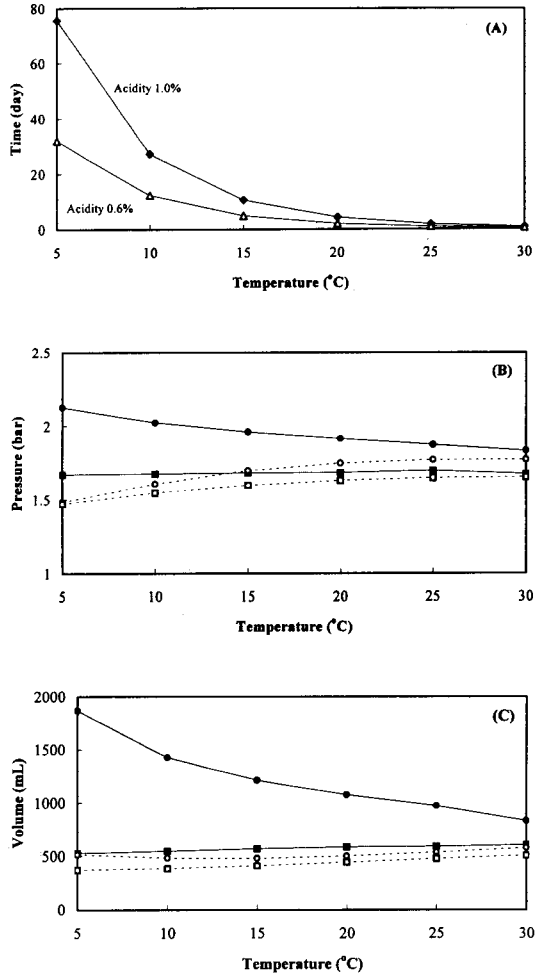 80
(A)
60
Acidity 1.0%
Time (day)
40
20
Acidity 0.6%
0
5 10 15 20 25 30
Temperature (°C)
2.5
(B)
2
Pressure (bar)
1.5
1
5 10 15 20 25 30
Temperature (°C)
2000
(C)
1500
Volume (mL)
1000
500
0
5 10 15 20 25 30
Temperature (°C)